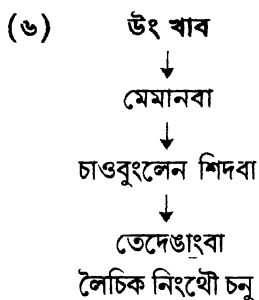 (৬) উং খাব
↓
মেমানবা
↓
চাওবুংলেন শিদবা
↓
তেদেঙাংবা
লৈচিক নিংথৌ চনু